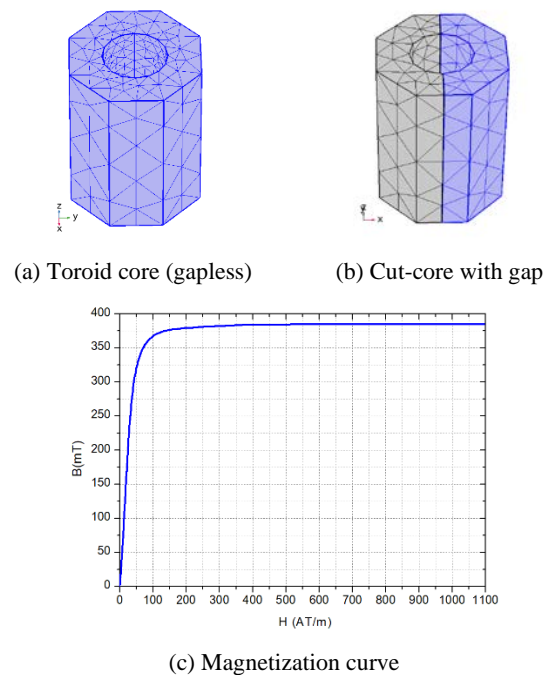 z
y
x
z
x
(a) Toroid core (gapless)
(b) Cut-core with gap
400
350
300
250
200
150
100
50
0
B(mT)
0 100 200 300 400 500 600 700 800 900 1000 1100
H (AT/m)
(c) Magnetization curve